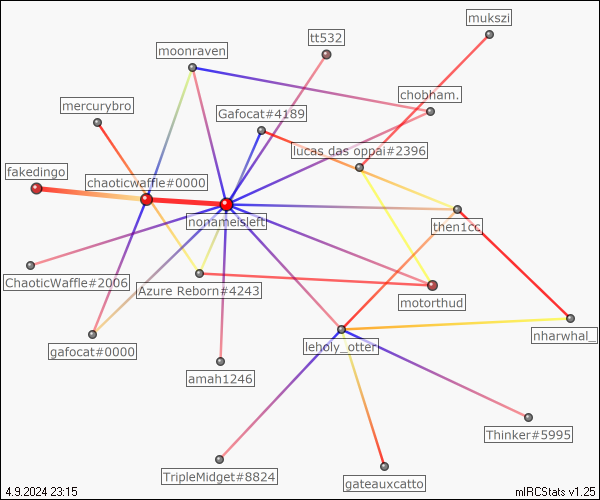 mukszi
tt532
moonraven
chobham.
mercurybro
Gafocat#4189
lucas das oppai#2396
fakedingo
chaoticwaffle#0000
nonameisleft
then1cc
ChaoticWaffle#2006
Azure Reborn#4243
motorthud
nharwhal_
gafocat#0000
leholy_otter
amah1246
Thinker#5995
TripleMidget#8824
gateauxcatto
4.9.2024 23:15
mIRCStats v1.25